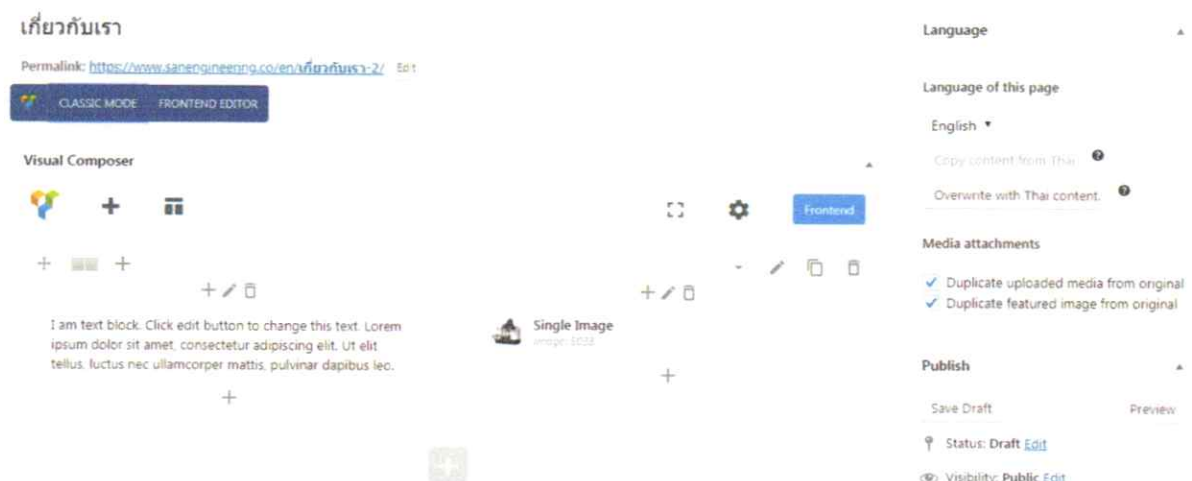 เกี่ยวกับเรา
Permalink: https://www.sanengineering.co/en/เกี่ยวกับเรา-2/ Edit
CLASSIC MODE FRONTEND EDITOR
Visual Composer
Frontend
I am text block. Click edit button to change this text. Lorem
ipsum dolor sit amet, consectetur adipiscing elit. Ut elit
tellus, luctus nec ullamcorper mattis, pulvinar dapibus leo.
Single Image
Language
Language of this page
English
Copy content from Thai
Overwrite with Thai content.
Media attachments
Duplicate uploaded media from original
Duplicate featured image from original
Publish
Save Draft Preview
Status: Draft Edit
Visibility: Public Edit